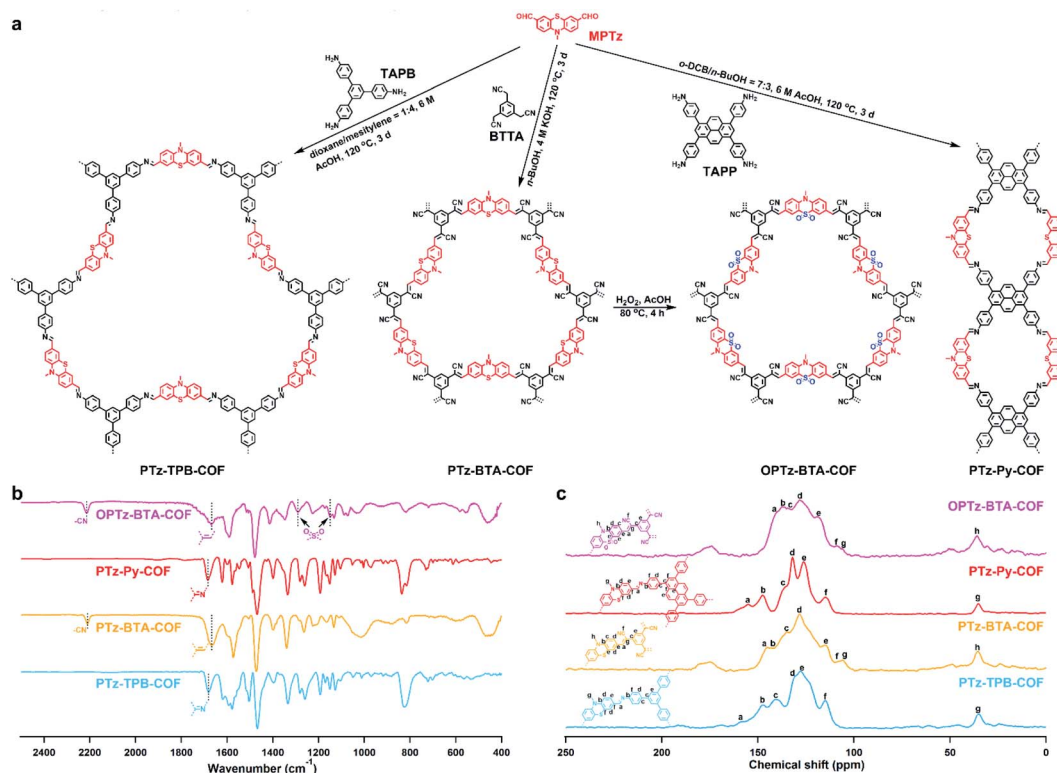 a
OHC
CHO
MPTz
TAPB
dioxane/mesitylene = 1:4, 6 M
AcOH, 120 °C, 3 d
BTTA
n-BuOH, 4 M KOH, 120 °C, 3 d
TAPP
o-DCB/n-BuOH = 7:3, 6 M AcOH, 120 °C, 3 d
H₂O₂, AcOH
80 °C, 4 h
PTz-TPB-COF
PTz-BTA-COF
OPTz-BTA-COF
PTz-Py-COF
b
OPTz-BTA-COF
-CN
PTz-Py-COF
PTz-BTA-COF
-CN
PTz-TPB-COF
2400 2200 2000 1800 1600 1400 1200 1000 800 600 400
Wavenumber (cm⁻¹)
c
OPTz-BTA-COF
a b c d e f g h
PTz-Py-COF
a b c d e f g
PTz-BTA-COF
a b c d e f g h
PTz-TPB-COF
a b c d e f g
250 200 150 100 50 0
Chemical shift (ppm)